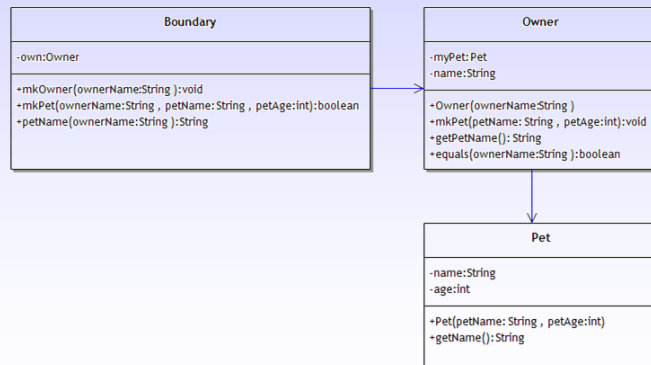 Boundary
-own:Owner
+mkOwner(ownerName:String ):void
+mkPet(ownerName:String , petName:String , petAge:int):boolean
+petName(ownerName:String ):String
Owner
-myPet:Pet
-name:String
+Owner(ownerName:String )
+mkPet(petName: String , petAge:int):void
+getPetName(): String
+equals(ownerName:String ):boolean
Pet
-name:String
-age:int
+Pet(petName: String , petAge:int)
+getName(): String